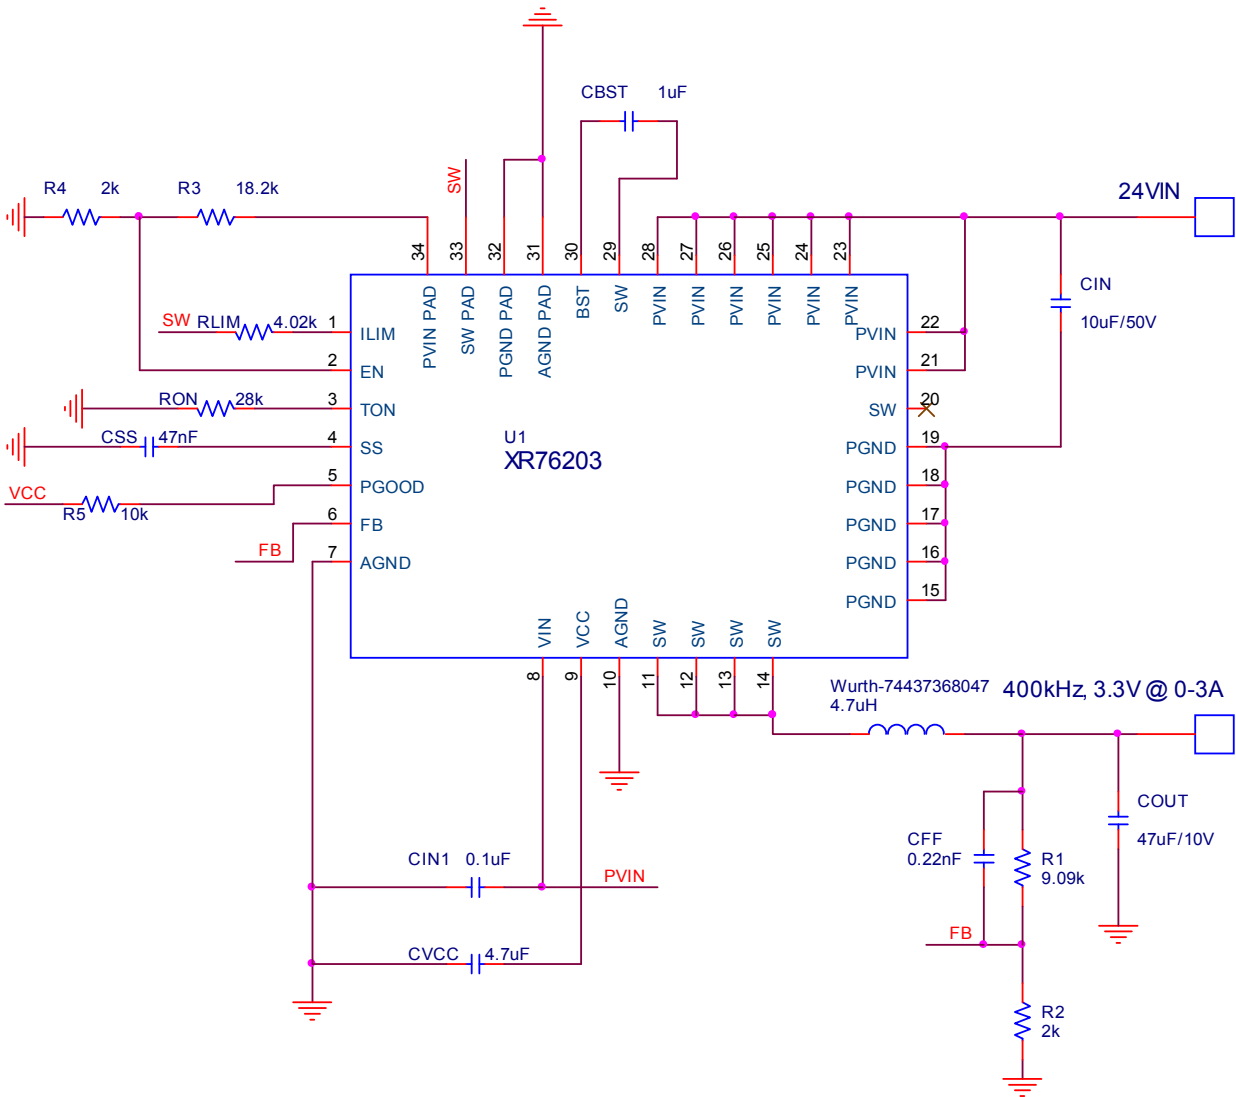 CBST 1uF
R4 2k R3 18.2k
SW
24VIN
34 33 32 31 30 29 28 27 26 25 24 23
PVIN PAD
SW PAD
PGND PAD
AGND PAD
BST
SW
PVIN
PVIN
PVIN
PVIN
PVIN
PVIN
CIN
10uF/50V
SW RLIM 4.02k 1 ILIM
2 EN
RON 28k 3 TON
CSS 47nF 4 SS
VCC R5 10k 5 PGOOD
FB 6 FB
7 AGND
U1
XR76203
PVIN 22
PVIN 21
SW 20
PGND 19
PGND 18
PGND 17
PGND 16
PGND 15
VIN
VCC
AGND
SW
SW
SW
SW
8 9 10 11 12 13 14
Wurth-74437368047
4.7uH
400kHz, 3.3V @ 0-3A
COUT
47uF/10V
CFF
0.22nF
R1
9.09k
CIN1 0.1uF
PVIN
FB
CVCC 4.7uF
R2
2k